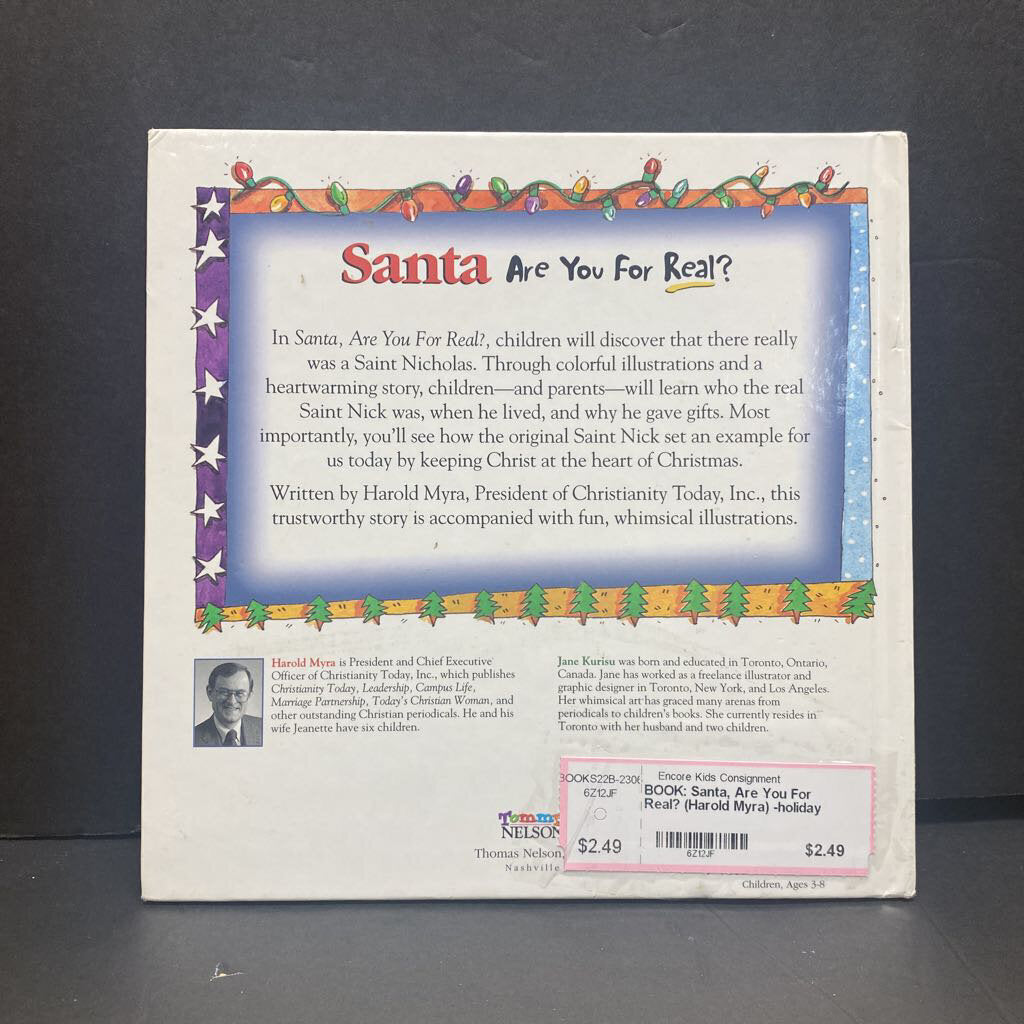 Santa Are You For Real?
In Santa, Are You For Real?, children will discover that there really
was a Saint Nicholas. Through colorful illustrations and a
heartwarming story, children—and parents—will learn who the real
Saint Nick was, when he lived, and why he gave gifts. Most
importantly, you'll see how the original Saint Nick set an example for
us today by keeping Christ at the heart of Christmas.
Written by Harold Myra, President of Christianity Today, Inc., this
trustworthy story is accompanied with fun, whimsical illustrations.
Harold Myra is President and Chief Executive
Officer of Christianity Today, Inc., which publishes
Christianity Today, Leadership, Campus Life,
Marriage Partnership, Today's Christian Woman, and
other outstanding Christian periodicals. He and his
wife Jeanette have six children.
Jane Kurisu was born and educated in Toronto, Ontario,
Canada. Jane has worked as a freelance illustrator and
graphic designer in Toronto, New York, and Los Angeles.
Her whimsical art has graced many arenas from
periodicals to children's books. She currently resides in
Toronto with her husband and two children.
Tommy
NELSON
Thomas Nelson,
Nashville
BOOKS22B-2306
6Z12JF
$2.49
Encore Kids Consignment
BOOK: Santa, Are You For
Real? (Harold Myra) -holiday
6Z12JF
$2.49
Children, Ages 3-8